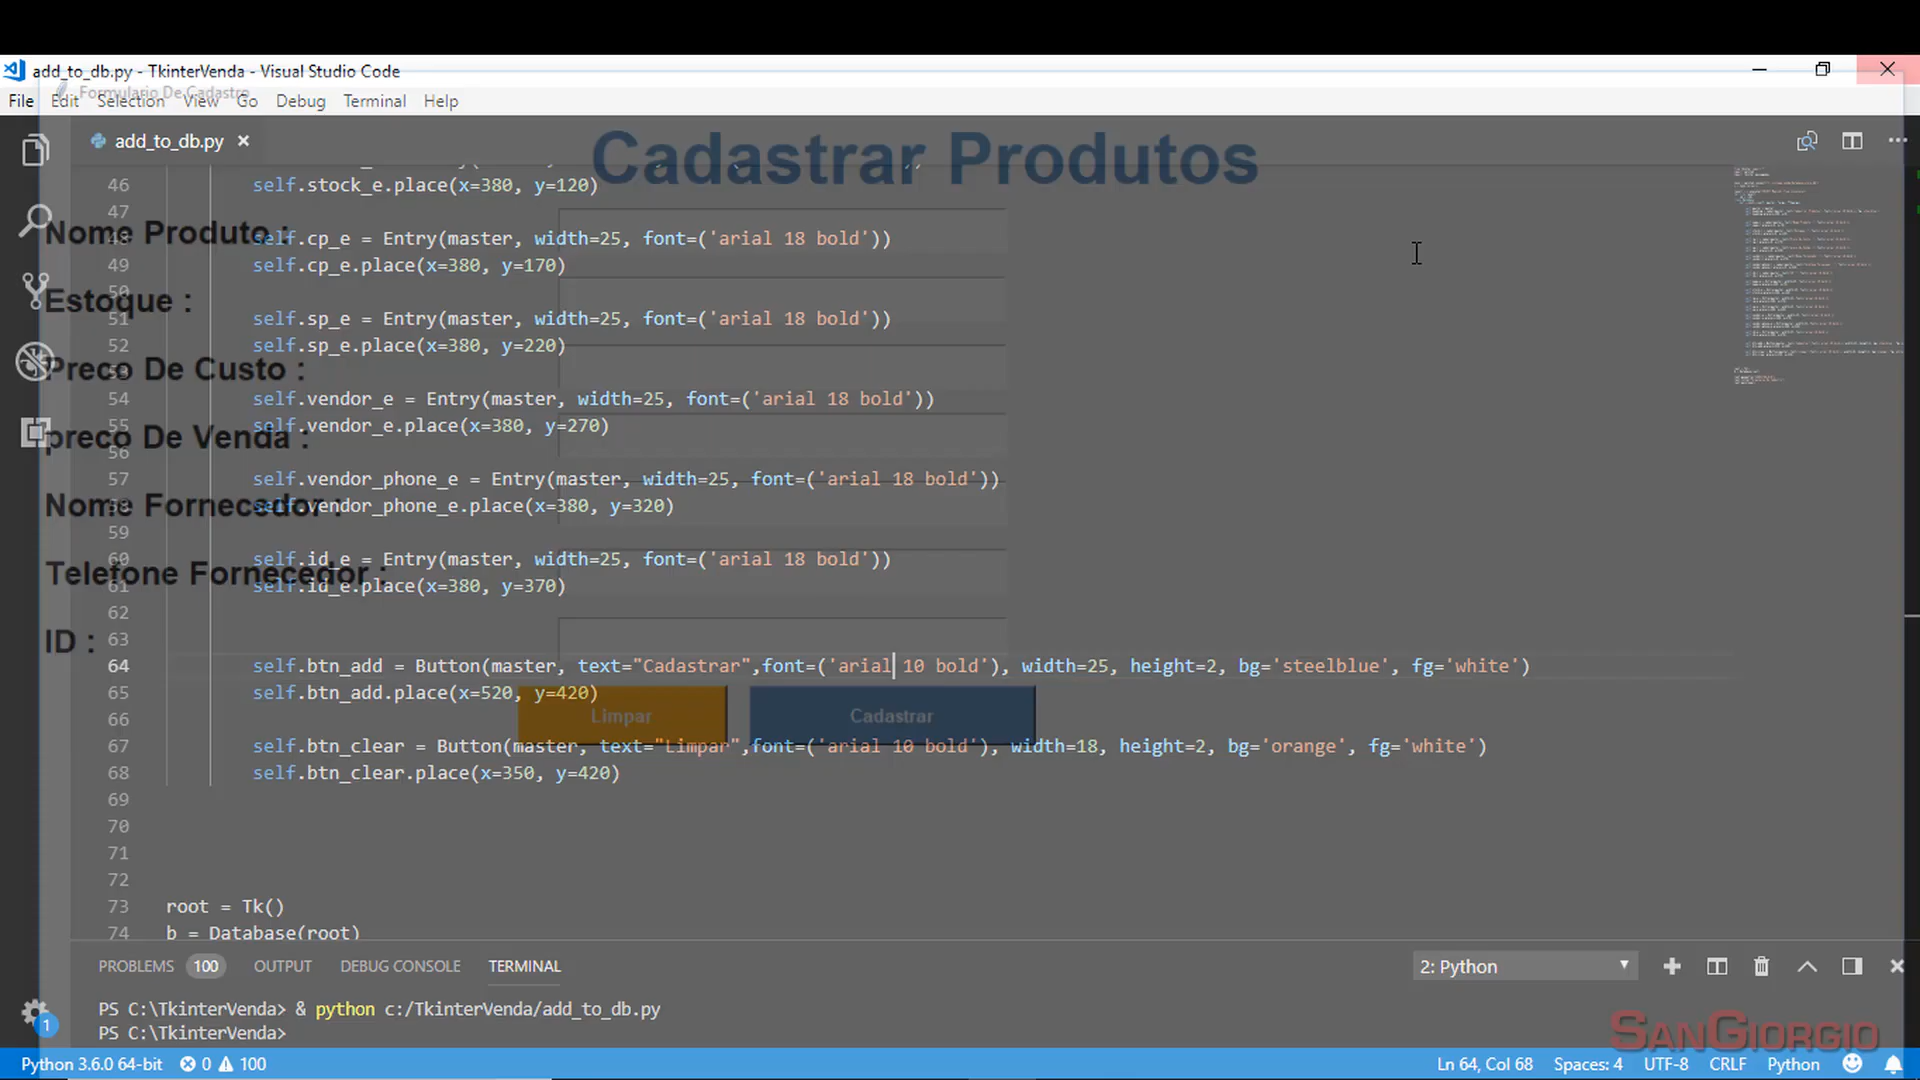 add_to_db.py - TkinterVenda - Visual Studio Code
Formulario De Cadastro
File Edit Selection View Go Debug Terminal Help
add_to_db.py
Cadastrar Produtos
46 self.stock_e.place(x=380, y=120)
47
Nome Produto :
48 self.cp_e = Entry(master, width=25, font=('arial 18 bold'))
49 self.cp_e.place(x=380, y=170)
50
Estoque :
51 self.sp_e = Entry(master, width=25, font=('arial 18 bold'))
52 self.sp_e.place(x=380, y=220)
53
Preco De Custo :
54 self.vendor_e = Entry(master, width=25, font=('arial 18 bold'))
55 self.vendor_e.place(x=380, y=270)
preco De Venda :
56
57 self.vendor_phone_e = Entry(master, width=25, font=('arial 18 bold'))
58 self.vendor_phone_e.place(x=380, y=320)
Nome Fornecedor :
59
60 self.id_e = Entry(master, width=25, font=('arial 18 bold'))
61 self.id_e.place(x=380, y=370)
Telefone Fornecedor :
62
63
ID :
64 self.btn_add = Button(master, text="Cadastrar",font=('arial 10 bold'), width=25, height=2, bg='steelblue', fg='white')
65 self.btn_add.place(x=520, y=420)
66
Limpar Cadastrar
67 self.btn_clear = Button(master, text="Limpar",font=('arial 10 bold'), width=18, height=2, bg='orange', fg='white')
68 self.btn_clear.place(x=350, y=420)
69
70
71
72
73 root = Tk()
74 b = Database(root)
PROBLEMS 100 OUTPUT DEBUG CONSOLE TERMINAL 2: Python
PS C:\TkinterVenda> & python c:/TkinterVenda/add_to_db.py
PS C:\TkinterVenda>
1
SANGIORGIO
Python 3.6.0 64-bit 0 100 Ln 64, Col 68 Spaces: 4 UTF-8 CRLF Python